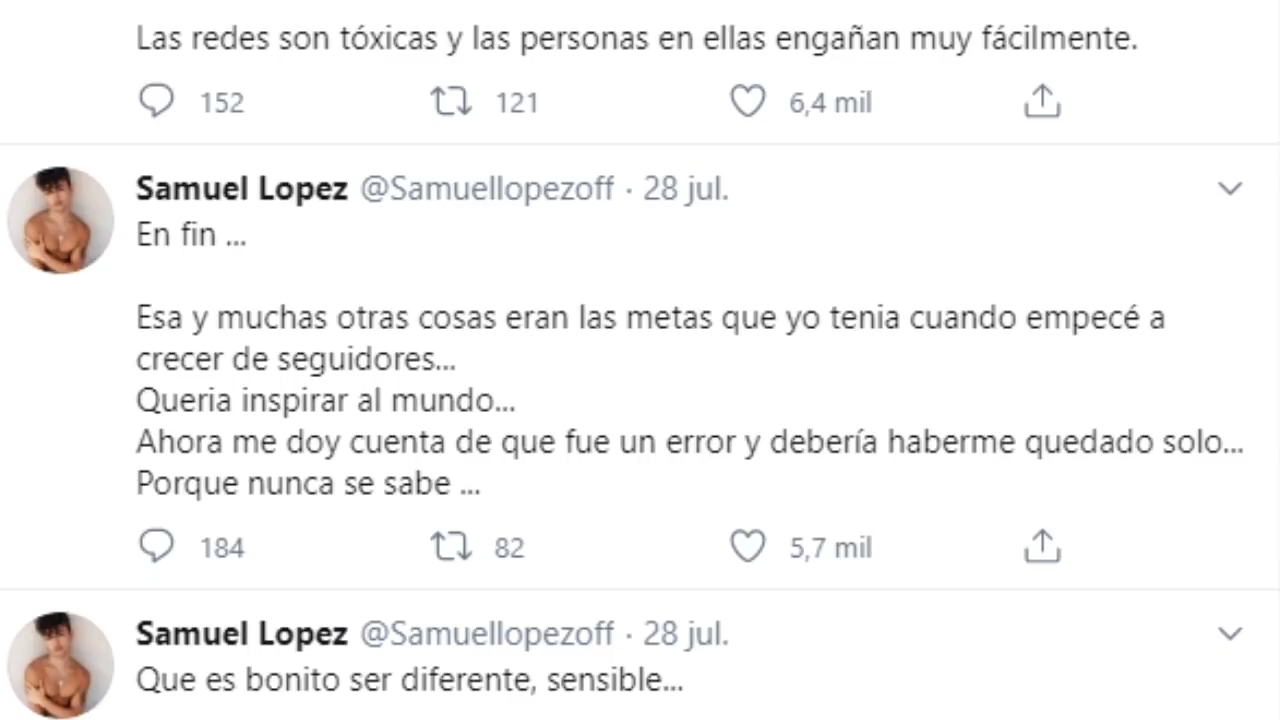 Las redes son tóxicas y las personas en ellas engañan muy fácilmente.
152 121 6,4 mil
Samuel Lopez @Samuellopezoff · 28 jul.
En fin ...
Esa y muchas otras cosas eran las metas que yo tenia cuando empecé a
crecer de seguidores...
Queria inspirar al mundo...
Ahora me doy cuenta de que fue un error y debería haberme quedado solo...
Porque nunca se sabe ...
184 82 5,7 mil
Samuel Lopez @Samuellopezoff · 28 jul.
Que es bonito ser diferente, sensible...